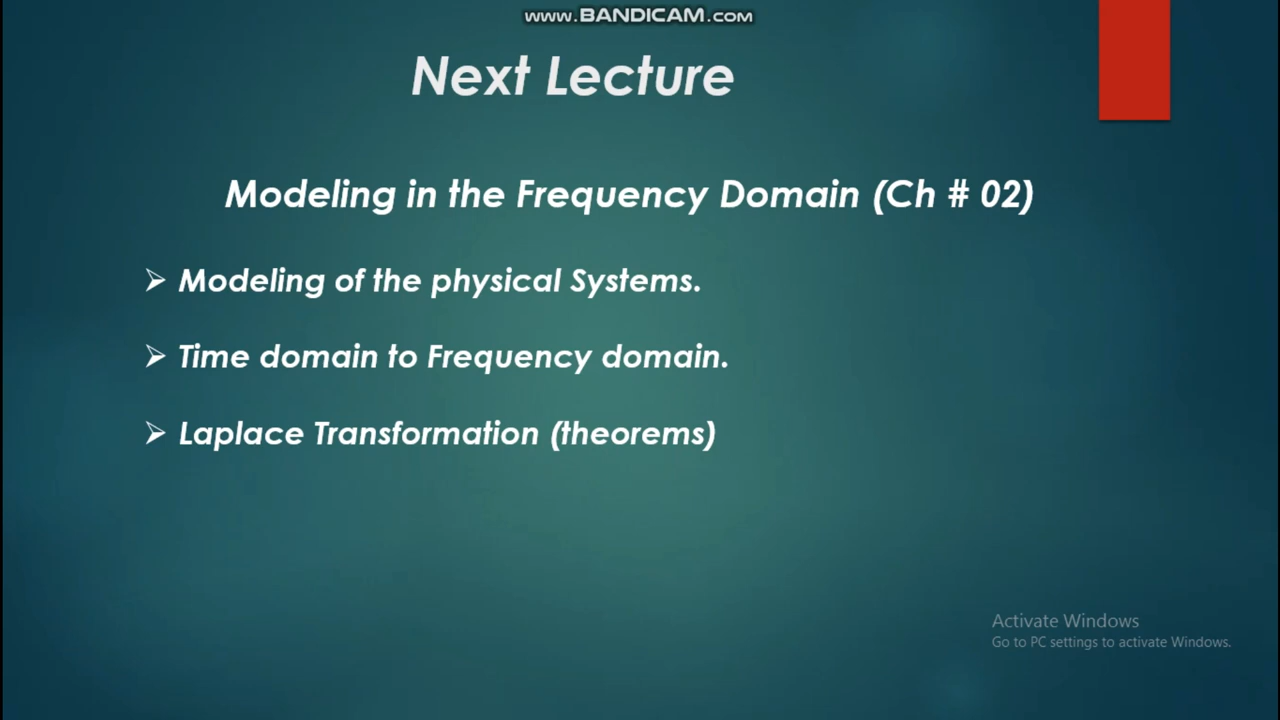 www.BANDICAM.com
Next Lecture
Modeling in the Frequency Domain (Ch # 02)
➢ Modeling of the physical Systems.
➢ Time domain to Frequency domain.
➢ Laplace Transformation (theorems)
Activate Windows
Go to PC settings to activate Windows.